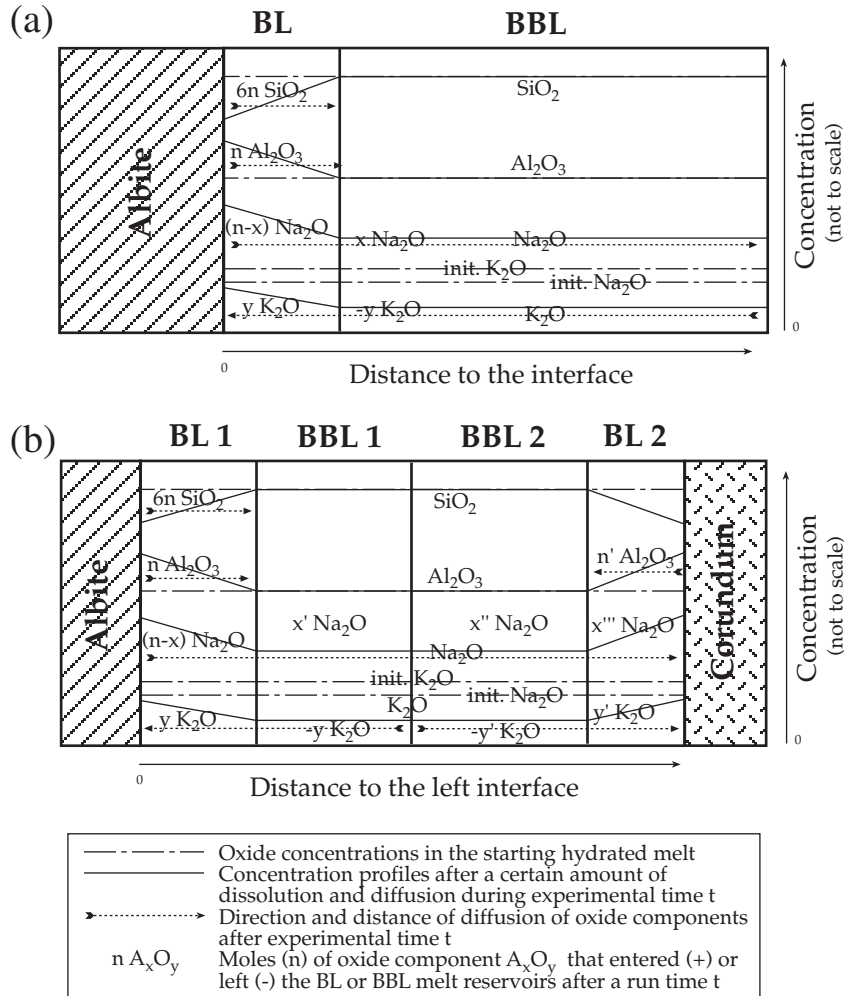 (a)
BL BBL
6n SiO₂ SiO₂
n Al₂O₃ Al₂O₃
(n-x) Na₂O x Na₂O Na₂O
init. K₂O
init. Na₂O
y K₂O -y K₂O K₂O
Albite
Concentration
(not to scale)
0
0
Distance to the interface
(b)
BL 1 BBL 1 BBL 2 BL 2
6n SiO₂ SiO₂
n Al₂O₃ Al₂O₃ n' Al₂O₃
x' Na₂O x'' Na₂O x''' Na₂O
(n-x) Na₂O Na₂O
init. K₂O
init. Na₂O
K₂O
y K₂O -y K₂O -y' K₂O y' K₂O
Albite
Corundum
Concentration
(not to scale)
0
0
Distance to the left interface
Oxide concentrations in the starting hydrated melt
Concentration profiles after a certain amount of
dissolution and diffusion during experimental time t
Direction and distance of diffusion of oxide components
after experimental time t
n AₓOᵧ Moles (n) of oxide component AₓOᵧ that entered (+) or
left (-) the BL or BBL melt reservoirs after a run time t